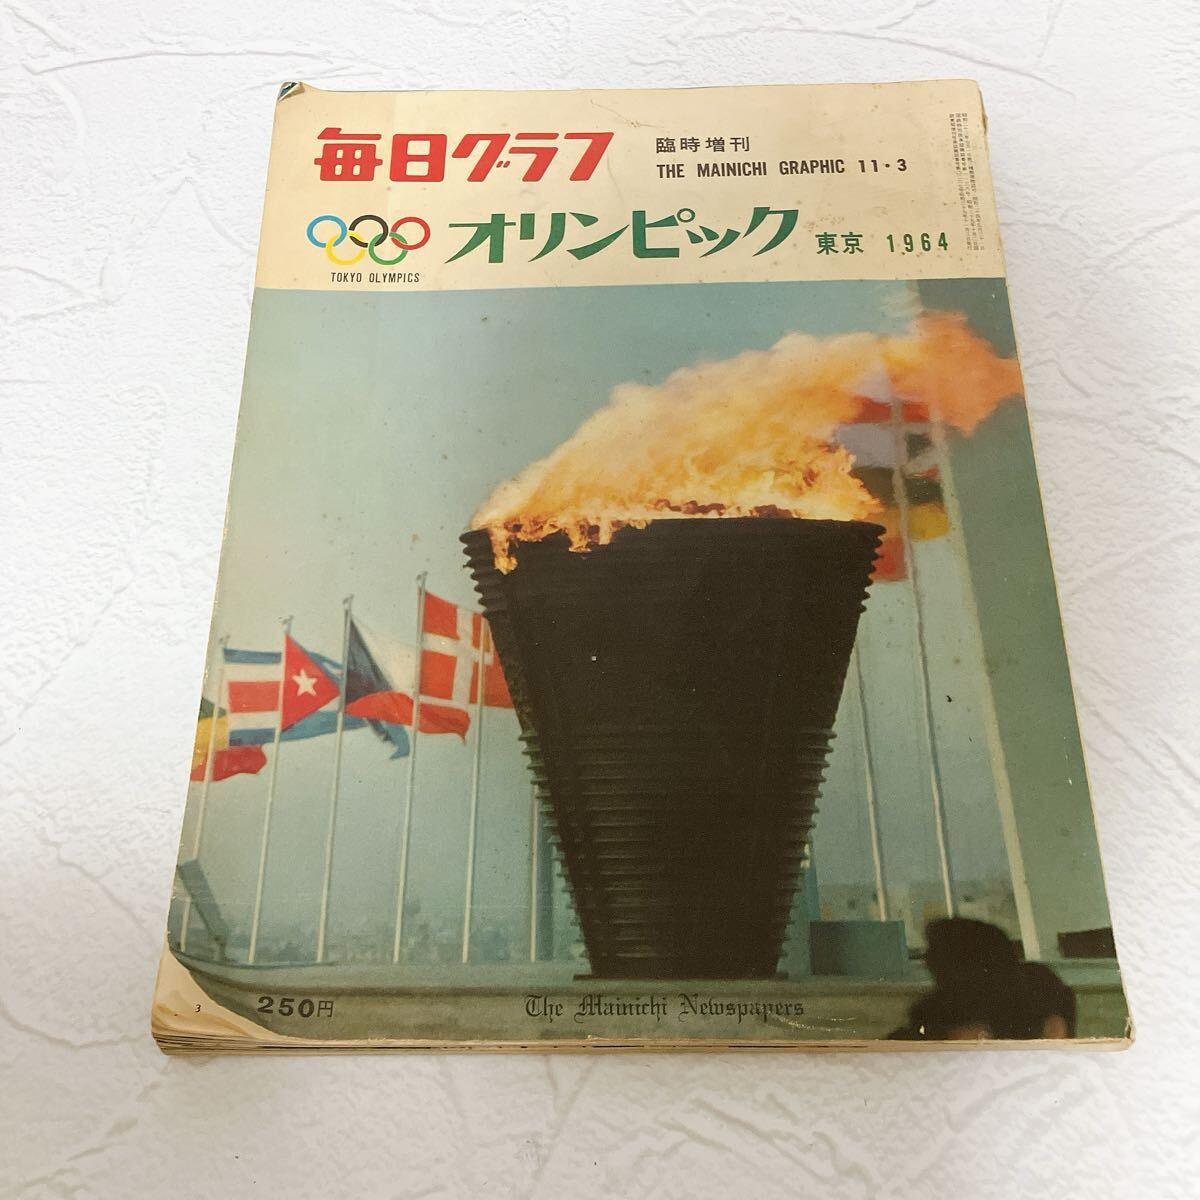 毎日グラフ
臨時増刊
THE MAINICHI GRAPHIC 11・3
オリンピック 東京 1964
TOKYO OLYMPICS
3
250円
The Mainichi Newspapers